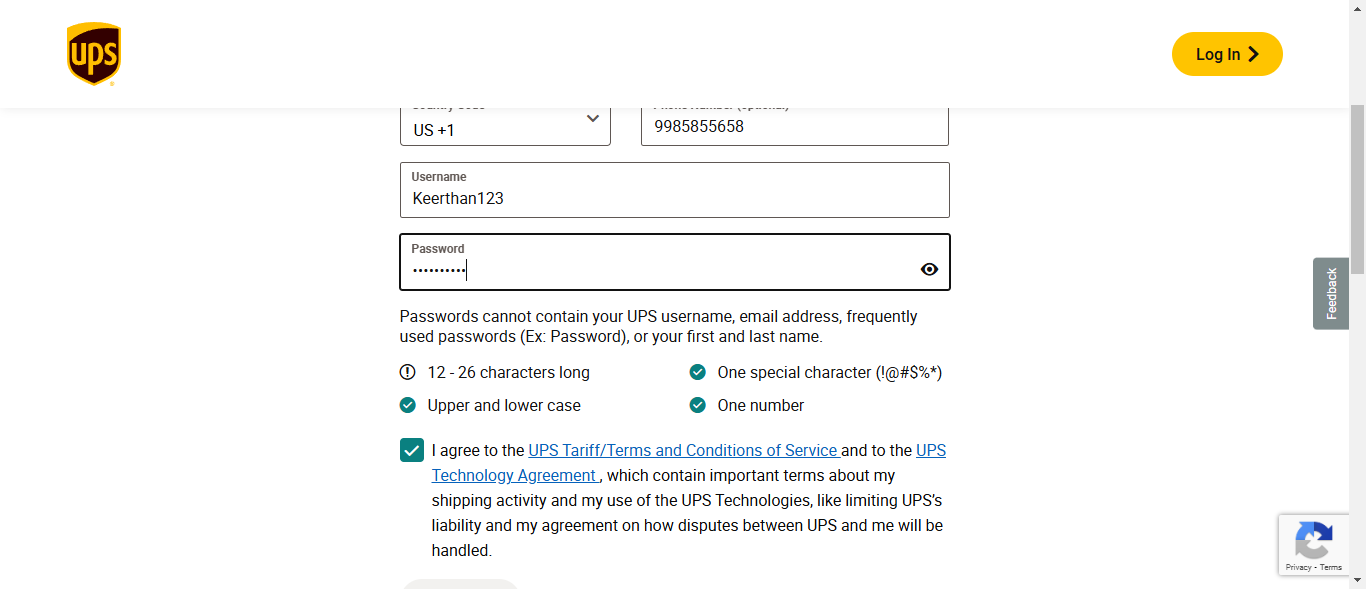 ups
Log In
US +1
9985855658
Username
Keerthan123
Password
••••••••••
Passwords cannot contain your UPS username, email address, frequently
used passwords (Ex: Password), or your first and last name.
12 - 26 characters long
One special character (!@#$%*)
Upper and lower case
One number
I agree to the UPS Tariff/Terms and Conditions of Service and to the UPS
Technology Agreement , which contain important terms about my
shipping activity and my use of the UPS Technologies, like limiting UPS’s
liability and my agreement on how disputes between UPS and me will be
handled.
Feedback
Privacy - Terms